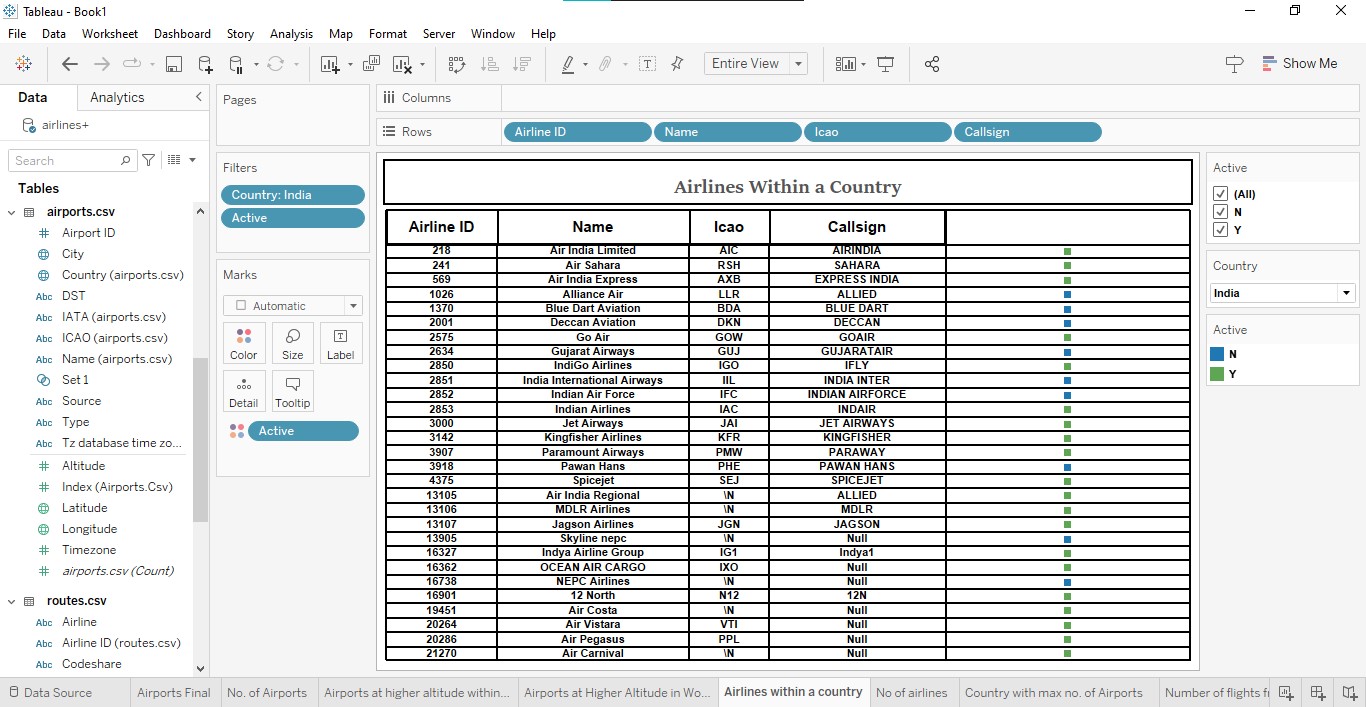 Tableau - Book1
File Data Worksheet Dashboard Story Analysis Map Format Server Window Help
Entire View
Show Me
Data Analytics
airlines+
Search
Tables
airports.csv
# Airport ID
City
Country (airports.csv)
Abc DST
Abc IATA (airports.csv)
Abc ICAO (airports.csv)
Abc Name (airports.csv)
Set 1
Abc Source
Abc Type
Abc Tz database time zo...
# Altitude
# Index (Airports.Csv)
Latitude
Longitude
# Timezone
# airports.csv (Count)
routes.csv
Abc Airline
Abc Airline ID (routes.csv)
Abc Codeshare
Pages
Filters
Country: India
Active
Marks
Automatic
Color Size Label
Detail Tooltip
Active
Columns
Rows Airline ID Name Icao Callsign
Airlines Within a Country
Airline ID Name Icao Callsign
218 Air India Limited AIC AIRINDIA
241 Air Sahara RSH SAHARA
569 Air India Express AXB EXPRESS INDIA
1026 Alliance Air LLR ALLIED
1370 Blue Dart Aviation BDA BLUE DART
2001 Deccan Aviation DKN DECCAN
2575 Go Air GOW GOAIR
2634 Gujarat Airways GUJ GUJARATAIR
2850 IndiGo Airlines IGO IFLY
2851 India International Airways IIL INDIA INTER
2852 Indian Air Force IFC INDIAN AIRFORCE
2853 Indian Airlines IAC INDAIR
3000 Jet Airways JAI JET AIRWAYS
3142 Kingfisher Airlines KFR KINGFISHER
3907 Paramount Airways PMW PARAWAY
3918 Pawan Hans PHE PAWAN HANS
4375 Spicejet SEJ SPICEJET
13105 Air India Regional \N ALLIED
13106 MDLR Airlines \N MDLR
13107 Jagson Airlines JGN JAGSON
13905 Skyline nepc \N Null
16327 Indya Airline Group IG1 Indya1
16362 OCEAN AIR CARGO IXO Null
16738 NEPC Airlines \N Null
16901 12 North N12 12N
19451 Air Costa \N Null
20264 Air Vistara VTI Null
20286 Air Pegasus PPL Null
21270 Air Carnival \N Null
Active
(All)
N
Y
Country
India
Active
N
Y
Data Source Airports Final No. of Airports Airports at higher altitude within... Airports at Higher Altitude in Wo... Airlines within a country No of airlines Country with max no. of Airports Number of flights fr